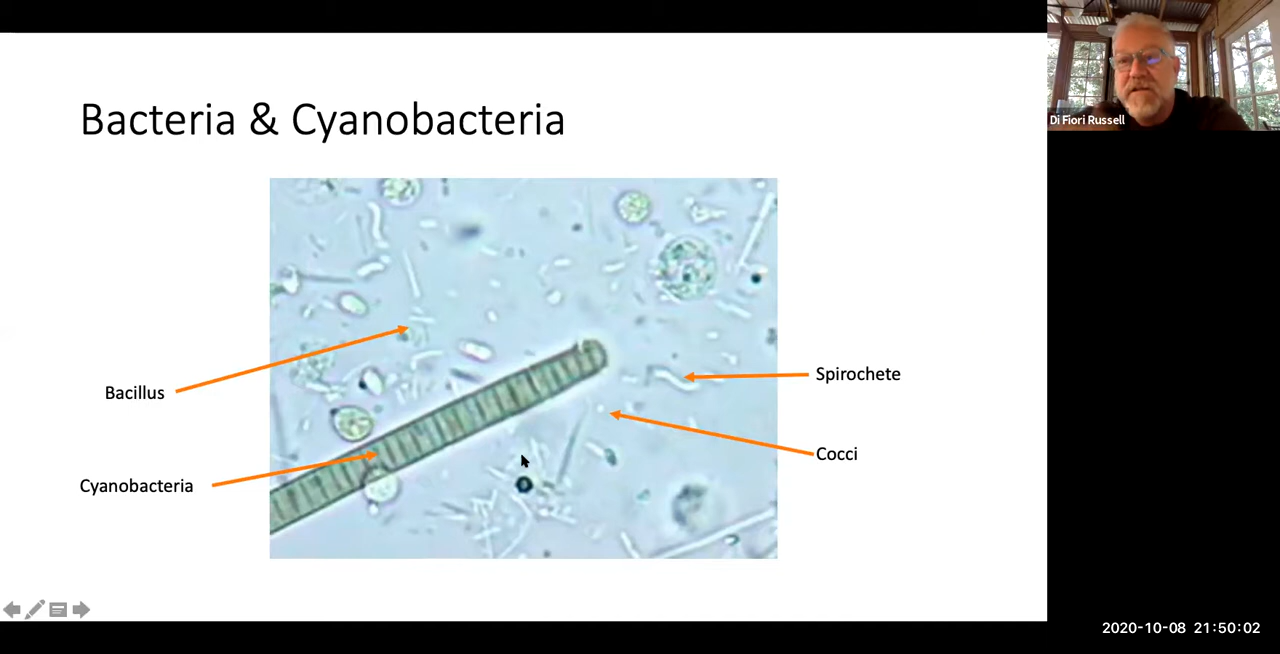 Bacteria & Cyanobacteria
Di Fiori Russell
Bacillus
Cyanobacteria
Spirochete
Cocci
2020-10-08 21:50:02